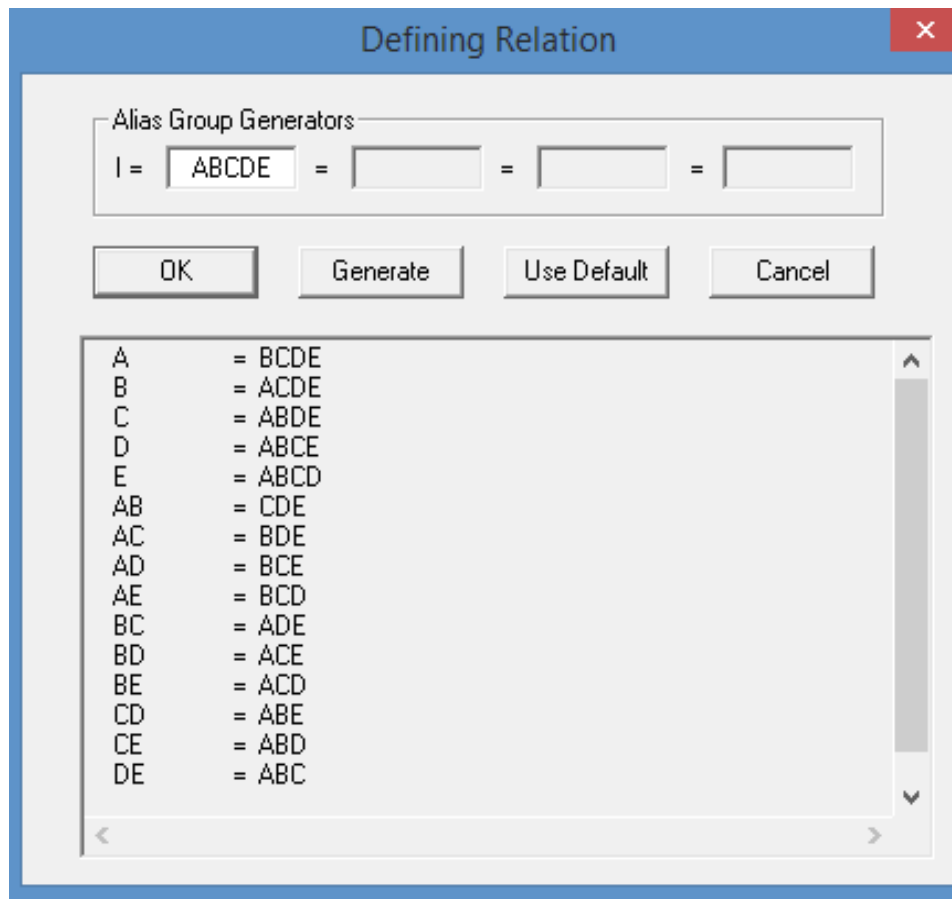 Defining Relation
Alias Group Generators
I = ABCDE = = =
OK Generate Use Default Cancel
A = BCDE
B = ACDE
C = ABDE
D = ABCE
E = ABCD
AB = CDE
AC = BDE
AD = BCE
AE = BCD
BC = ADE
BD = ACE
BE = ACD
CD = ABE
CE = ABD
DE = ABC